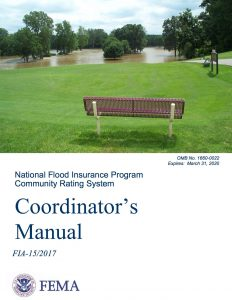 OMB No. 1660-0022
Expires: March 31, 2020
National Flood Insurance Program
Community Rating System
Coordinator's
Manual
FIA-15/2017
FEMA